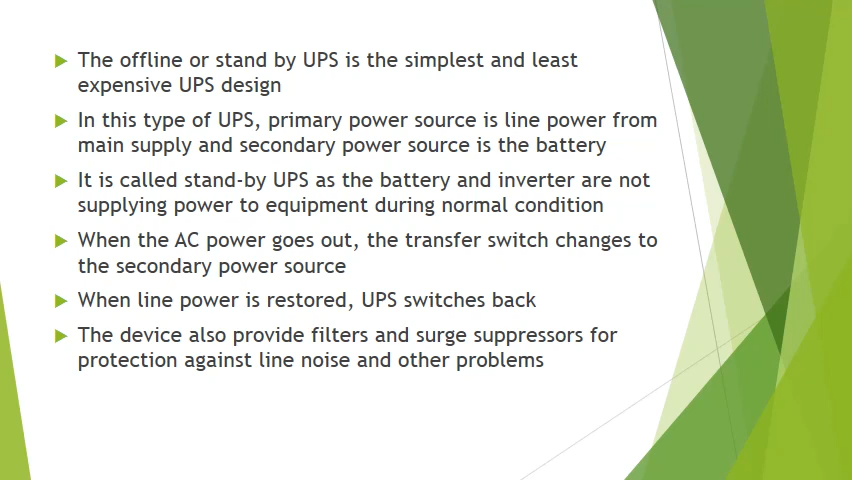 The offline or stand by UPS is the simplest and least
expensive UPS design
In this type of UPS, primary power source is line power from
main supply and secondary power source is the battery
It is called stand-by UPS as the battery and inverter are not
supplying power to equipment during normal condition
When the AC power goes out, the transfer switch changes to
the secondary power source
When line power is restored, UPS switches back
The device also provide filters and surge suppressors for
protection against line noise and other problems